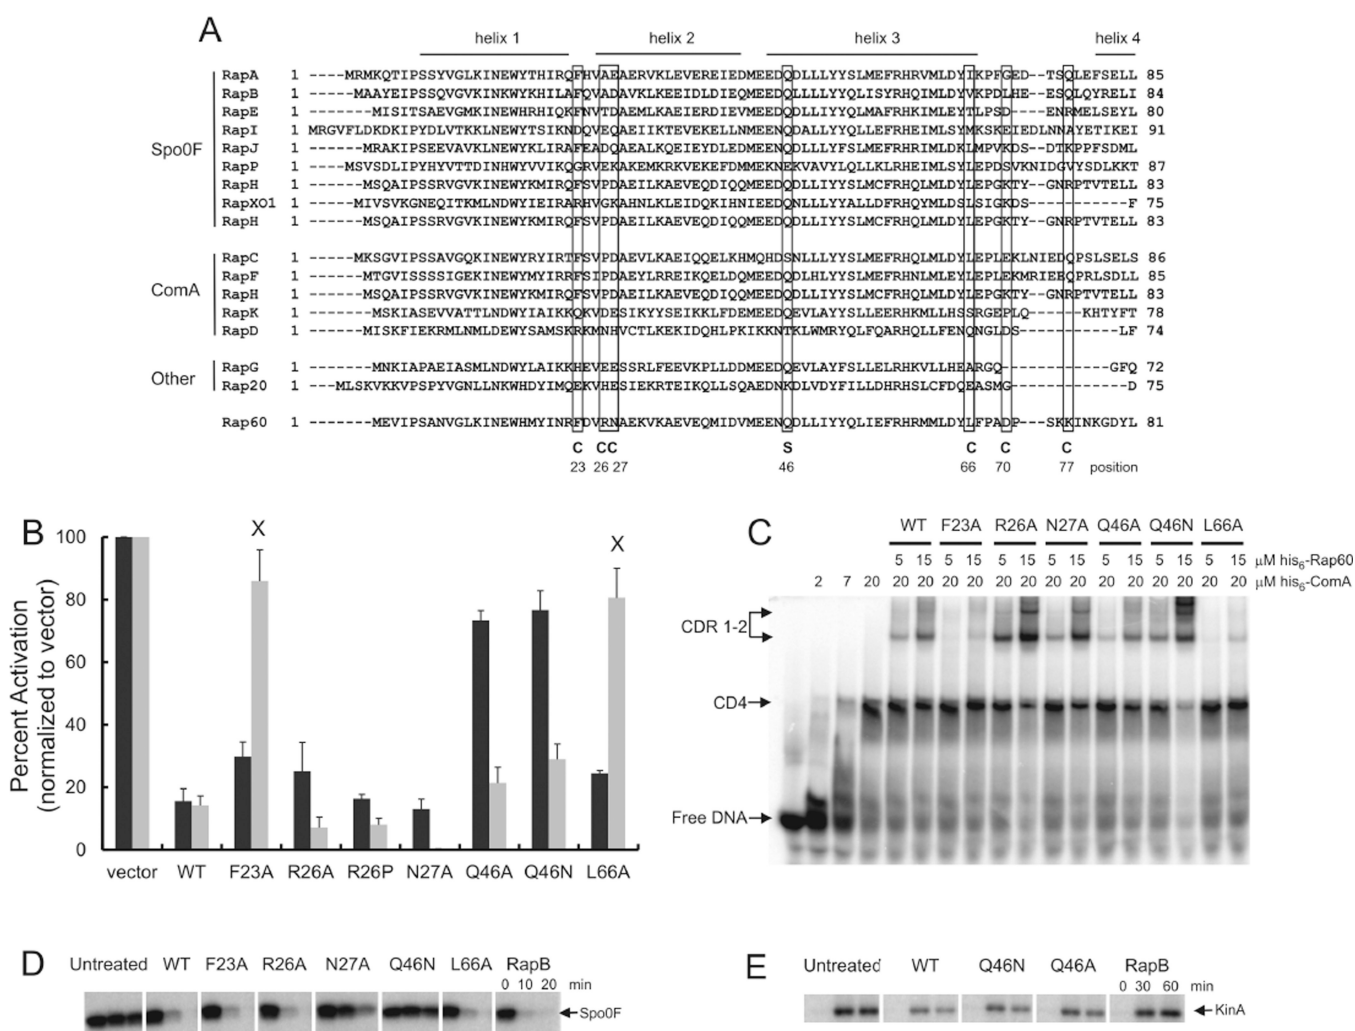 A
helix 1 helix 2 helix 3 helix 4
Spo0F
RapA 1 ----MRMKQTIPSSYVGLKINEWYTHIRQFHVAEAERVKLEVEREIEDMEEDQDLLLYYSLMEFRHRVMLDYIKPFGED--TSQLEFSELL 85
RapB 1 -----MAAYEIPSSQVGVKINEWYKHILAFQVADAVKLKEEIDLDIEQMEEDQDLLLYYQLISYRHRVMLDYVKPDLHE--ESQLQYRELI 84
RapE 1 -------MISITSAEVGMKINEWHRHIQKFNVTDAEMLKAEIERDIEVMEEDQDLLIYYQLMAFRHKIMLEYTLPSD---ENRMELSEYL 80
RapI 1 MRGVFLDKDKIPYDLVTKKLNEWYTSIKNDQVEQAEIIKTEVEKELLNMEENQDALLYYQLLEFRHEIMLSYMKSKEIEDLNNAYETIKEI 91
RapJ 1 ------MRAKIPSEEVAVKLNEWYKLIRAFEADQAEALKQEIEYDLEDMEENQDLLLYFSLMEFRHRIMLDKLMPVKDS--DTKPPFSDML
RapP 1 ----MSVSDLIPYHYVTTDINHWYVVIKQGRVEKAKEMKRKVEKEFDMMEKNEKVAVYLQLLKLRHEIMLSYLEPDSVKNIDGVYSDLKKT 87
RapH 1 ------MSQAIPSSRVGVKINEWYKMIRQFSVPDAEILKAEVEQDIQQMEEDQDLLIYYSLMCFRHQLMLDYLEPGKTY--GNRPTVTELL 83
RapXO1 1 ----MIVSVKGNEQITKMLNDWYEIARRHVGKAHNLKLEIDQKIHNIEEDQNLLLYYSLLEFRHQMLLDSLSIGKDS-----------F 75
RapH 1 ------MSQAIPSSRVGVKINEWYKMIRQFSVPDAEILKAEVEQDIQQMEEDQDLLIYYSLMCFRHQLMLDYLEPGKTY--GNRPTVTELL 83
ComA
RapC 1 -----MKSGVIPSSAVGQKINEWYRYIRTFSVPDAEVLKAEIQQELKHMQHDSNLLLYYSLMEFRHQLMLDYLEPLEKLNIEDQPSLSELS 86
RapF 1 -----MTGVISSSSIGEKINEWYMYIRRFSIPDAEYLRREIKQELDQMEEDQDLHLYYSLMEFRHNLMLEYLEPLEKMRIEEQPRLSDLL 85
RapH 1 ------MSQAIPSSRVGVKINEWYKMIRQFSVPDAEILKAEVEQDIQQMEEDQDLLIYYSLMCFRHQLMLDYLEPGKTY--GNRPTVTELL 83
RapK 1 ------MSKIASEVVATTLNDWYIAIKKQKVDESIKYYSEIKKLFDEMEEDQEVLAYYSLLEERHKMLLHSSRGEPLQ------KHTYFT 78
RapD 1 ------MISKFIEKRMLNMLDEWYSAMSKRKMNHVCTLKEKIDQHLPKIKKNTKLWMRYQLFQARHQLLFENQNGLDS-----------LF 74
Other
RapG 1 ------MNKIAPAEIASMLNDWYLAIKKHEVEESSRLFEEVKPLLDDMEEDQEVLAYFSLLELRHKVLLHEARGQ------------GFQ 72
Rap20 1 ---MLSKVKKVPSPYVGNLLNKWHDYIMQEKVHESIEKRTEIKQLLSQAEDNKDLVDYFILLDHRHSLCFDQEASMG-------------D 75
Rap60 1 -------MEVIPSANVGLKINEWYHMYINRFDVRNAEKVKAEVEQMIDVMEENQDLLIYYLIEFRHRMMLDYLFPADP---SKKINKGDYL 81
C CC S C C C
23 26 27 46 66 70 77 position
B
Percent Activation
(normalized to vector)
100
80
60
40
20
0
X X
vector WT F23A R26A R26P N27A Q46A Q46N L66A
C
WT F23A R26A N27A Q46A Q46N L66A
5 15 5 15 5 15 5 15 5 15 5 15 5 15 μM his6-Rap60
2 7 20 20 20 20 20 20 20 20 20 20 20 20 20 20 20 μM his6-ComA
CDR 1-2
CD4
Free DNA
D
Untreated WT F23A R26A N27A Q46N L66A RapB
0 10 20 min
Spo0F
E
Untreated WT Q46N Q46A RapB
0 30 60 min
KinA